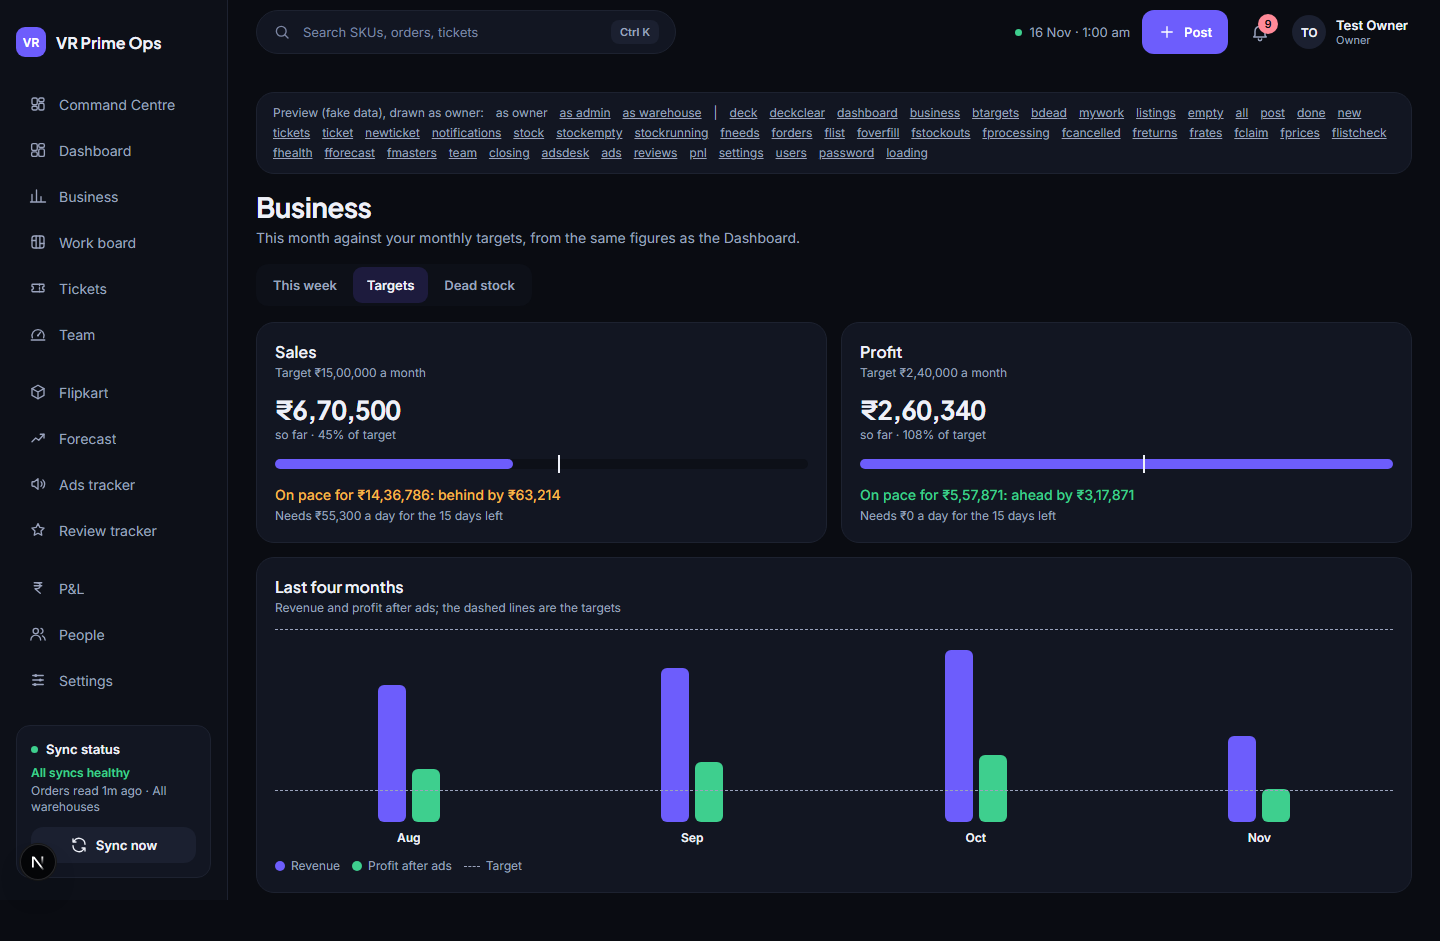 VR
VR Prime Ops
Search SKUs, orders, tickets
Ctrl K
16 Nov · 1:00 am
Post
9
TO
Test Owner
Owner
Command Centre
Dashboard
Business
Work board
Tickets
Team
Flipkart
Forecast
Ads tracker
Review tracker
P&L
People
Settings
Sync status
All syncs healthy
Orders read 1m ago · All
warehouses
Sync now
N
Preview (fake data), drawn as owner: as owner as admin as warehouse | deck deckclear dashboard business btargets bdead mywork listings empty all post done new
tickets ticket newticket notifications stock stockempty stockrunning fneeds forders flist foverfill fstockouts fprocessing fcancelled freturns frates fclaim fprices flistcheck
fhealth fforecast fmasters team closing adsdesk ads reviews pnl settings users password loading
Business
This month against your monthly targets, from the same figures as the Dashboard.
This week
Targets
Dead stock
Sales
Target ₹15,00,000 a month
₹6,70,500
so far · 45% of target
On pace for ₹14,36,786: behind by ₹63,214
Needs ₹55,300 a day for the 15 days left
Profit
Target ₹2,40,000 a month
₹2,60,340
so far · 108% of target
On pace for ₹5,57,871: ahead by ₹3,17,871
Needs ₹0 a day for the 15 days left
Last four months
Revenue and profit after ads; the dashed lines are the targets
Aug
Sep
Oct
Nov
Revenue
Profit after ads
Target